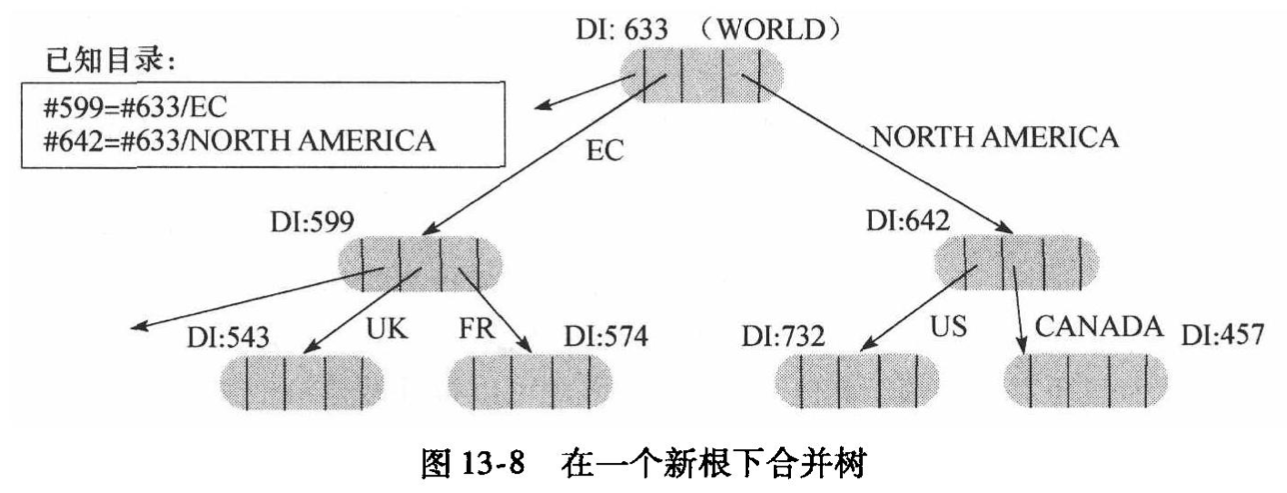 DI: 633 （WORLD）
已知目录：
#599=#633/EC
#642=#633/NORTH AMERICA
EC
NORTH AMERICA
DI:599
DI:642
DI:543
UK
FR
DI:574
DI:732
US
CANADA
DI:457
图 13-8 在一个新根下合并树